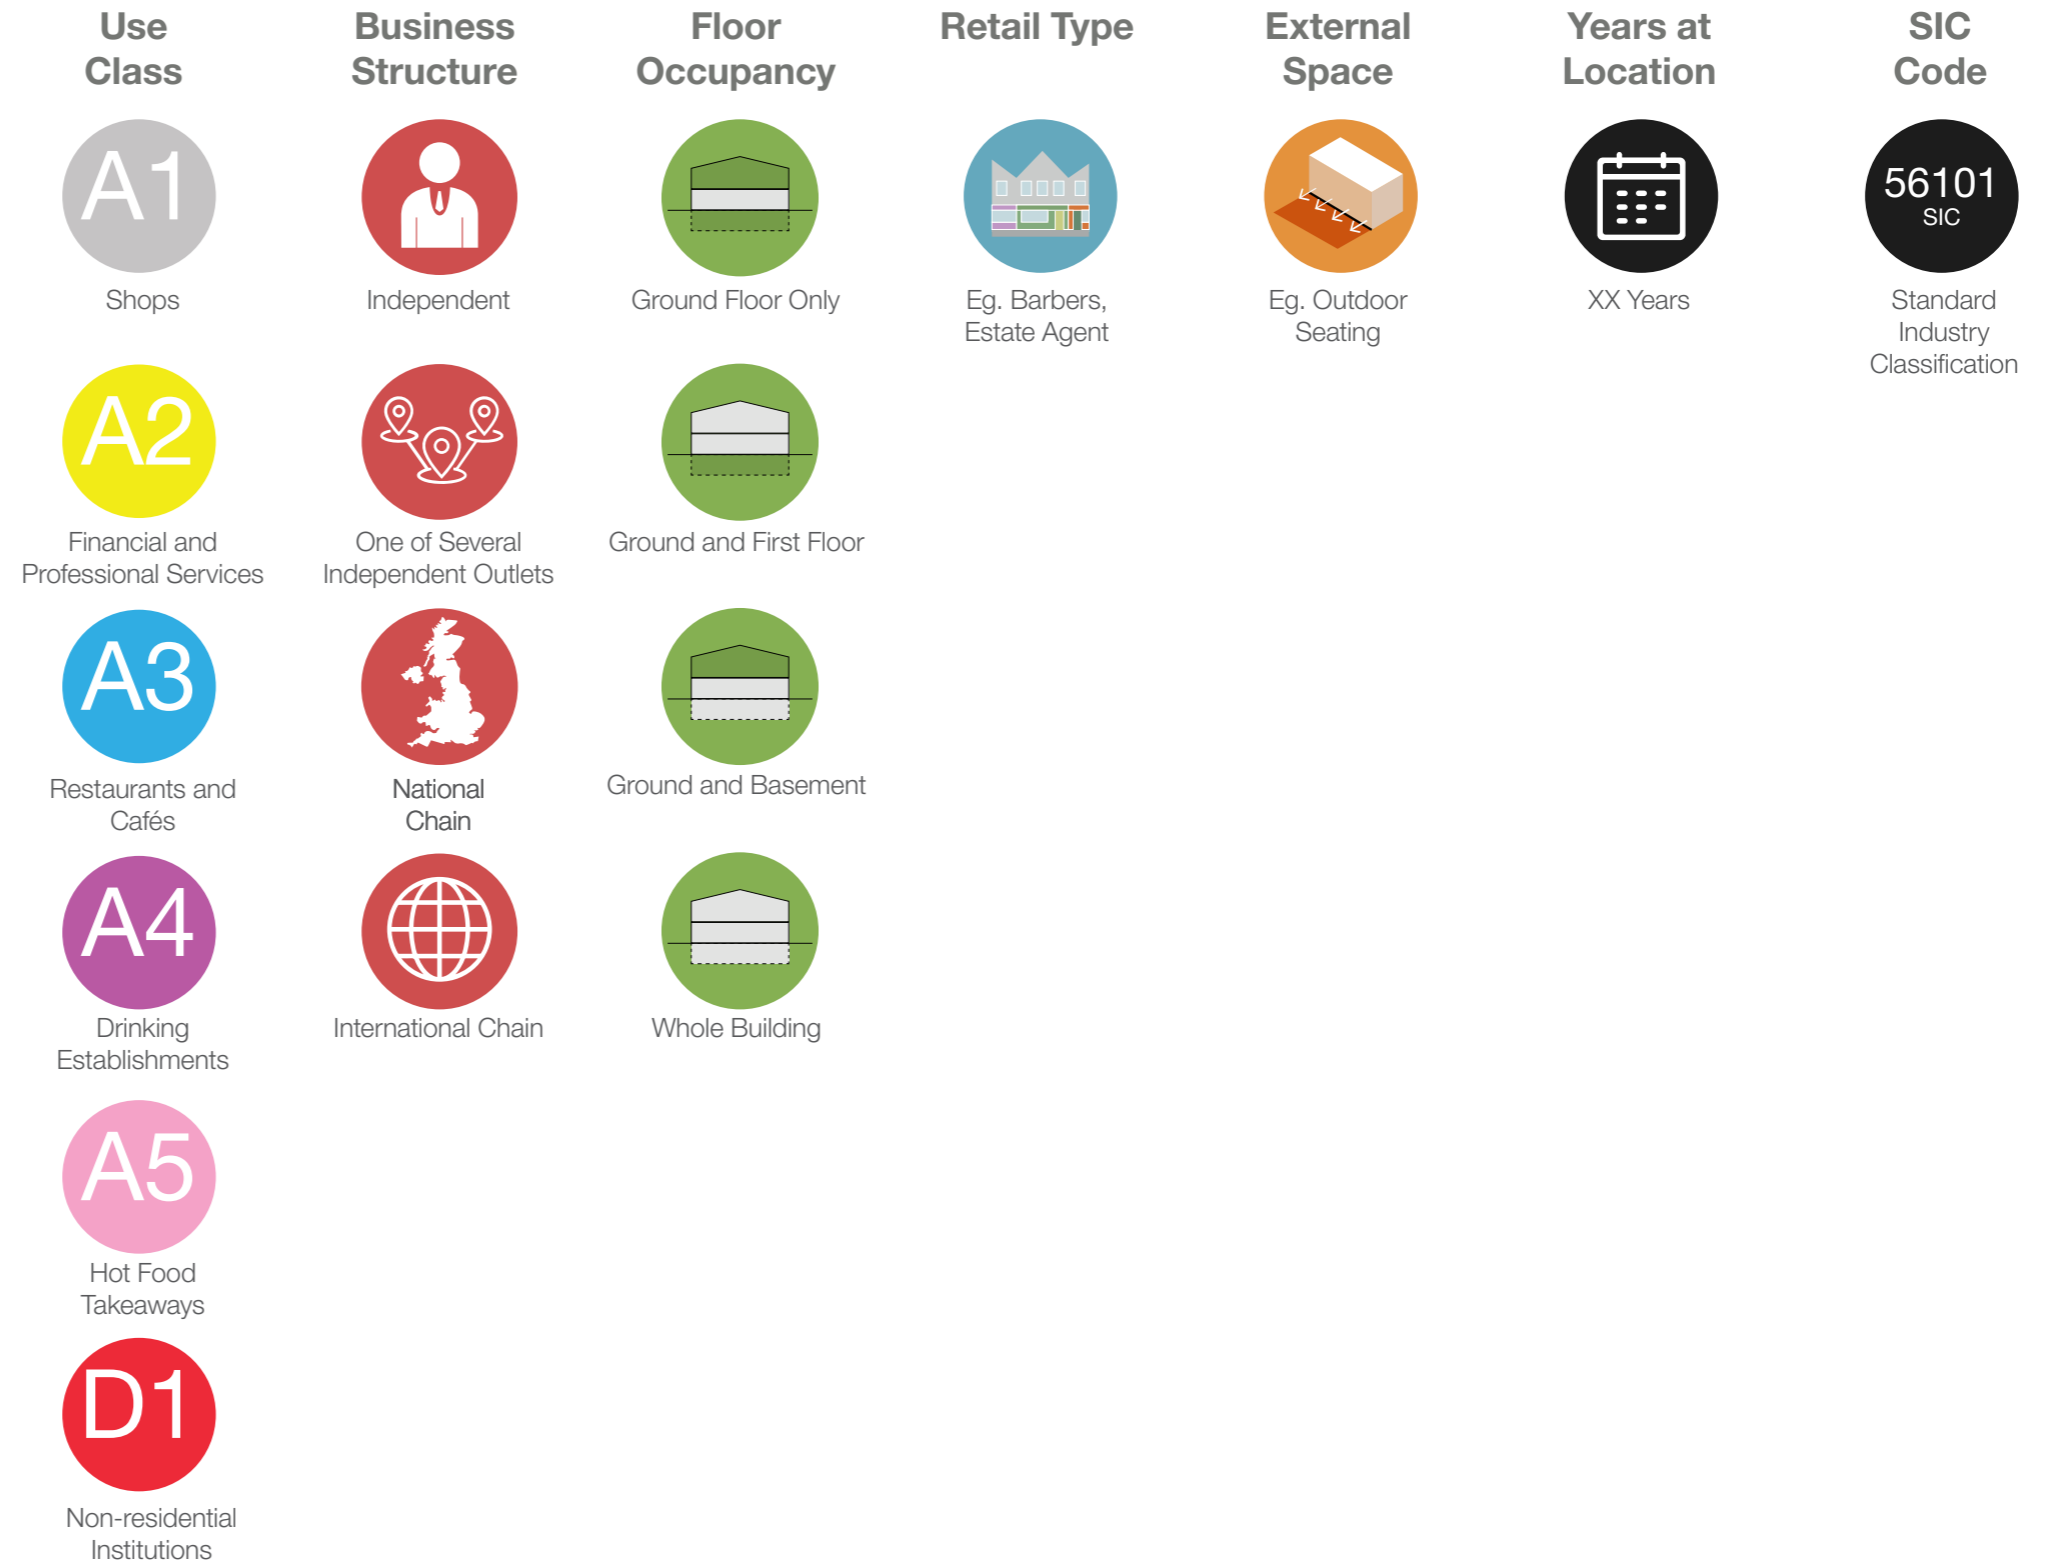 Use
Class
Business
Structure
Floor
Occupancy
Retail Type
External
Space
Years at
Location
SIC
Code
A1
Shops
Independent
Ground Floor Only
Eg. Barbers,
Estate Agent
Eg. Outdoor
Seating
XX Years
56101
SIC
Standard
Industry
Classification
A2
Financial and
Professional Services
One of Several
Independent Outlets
Ground and First Floor
A3
Restaurants and
Cafés
National
Chain
Ground and Basement
A4
Drinking
Establishments
International Chain
Whole Building
A5
Hot Food
Takeaways
D1
Non-residential
Institutions